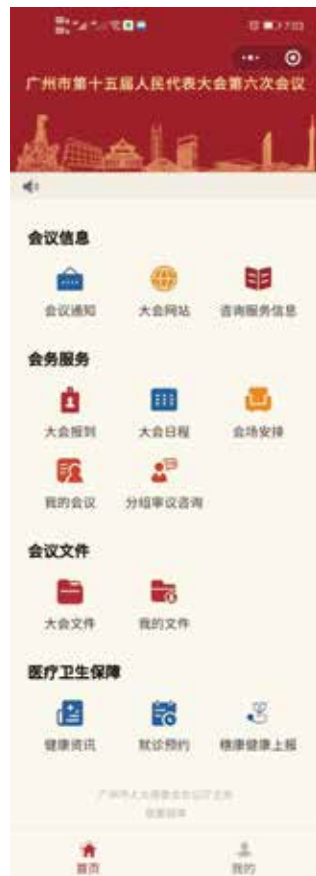 7:03
广州市第十五届人民代表大会第六次会议
会议信息
会议通知
大会网站
咨询服务信息
会务服务
大会报到
大会日程
会场安排
我的会议
分组审议咨询
会议文件
大会文件
我的文件
医疗卫生保障
健康资讯
就诊预约
穗康健康上报
首页
我的